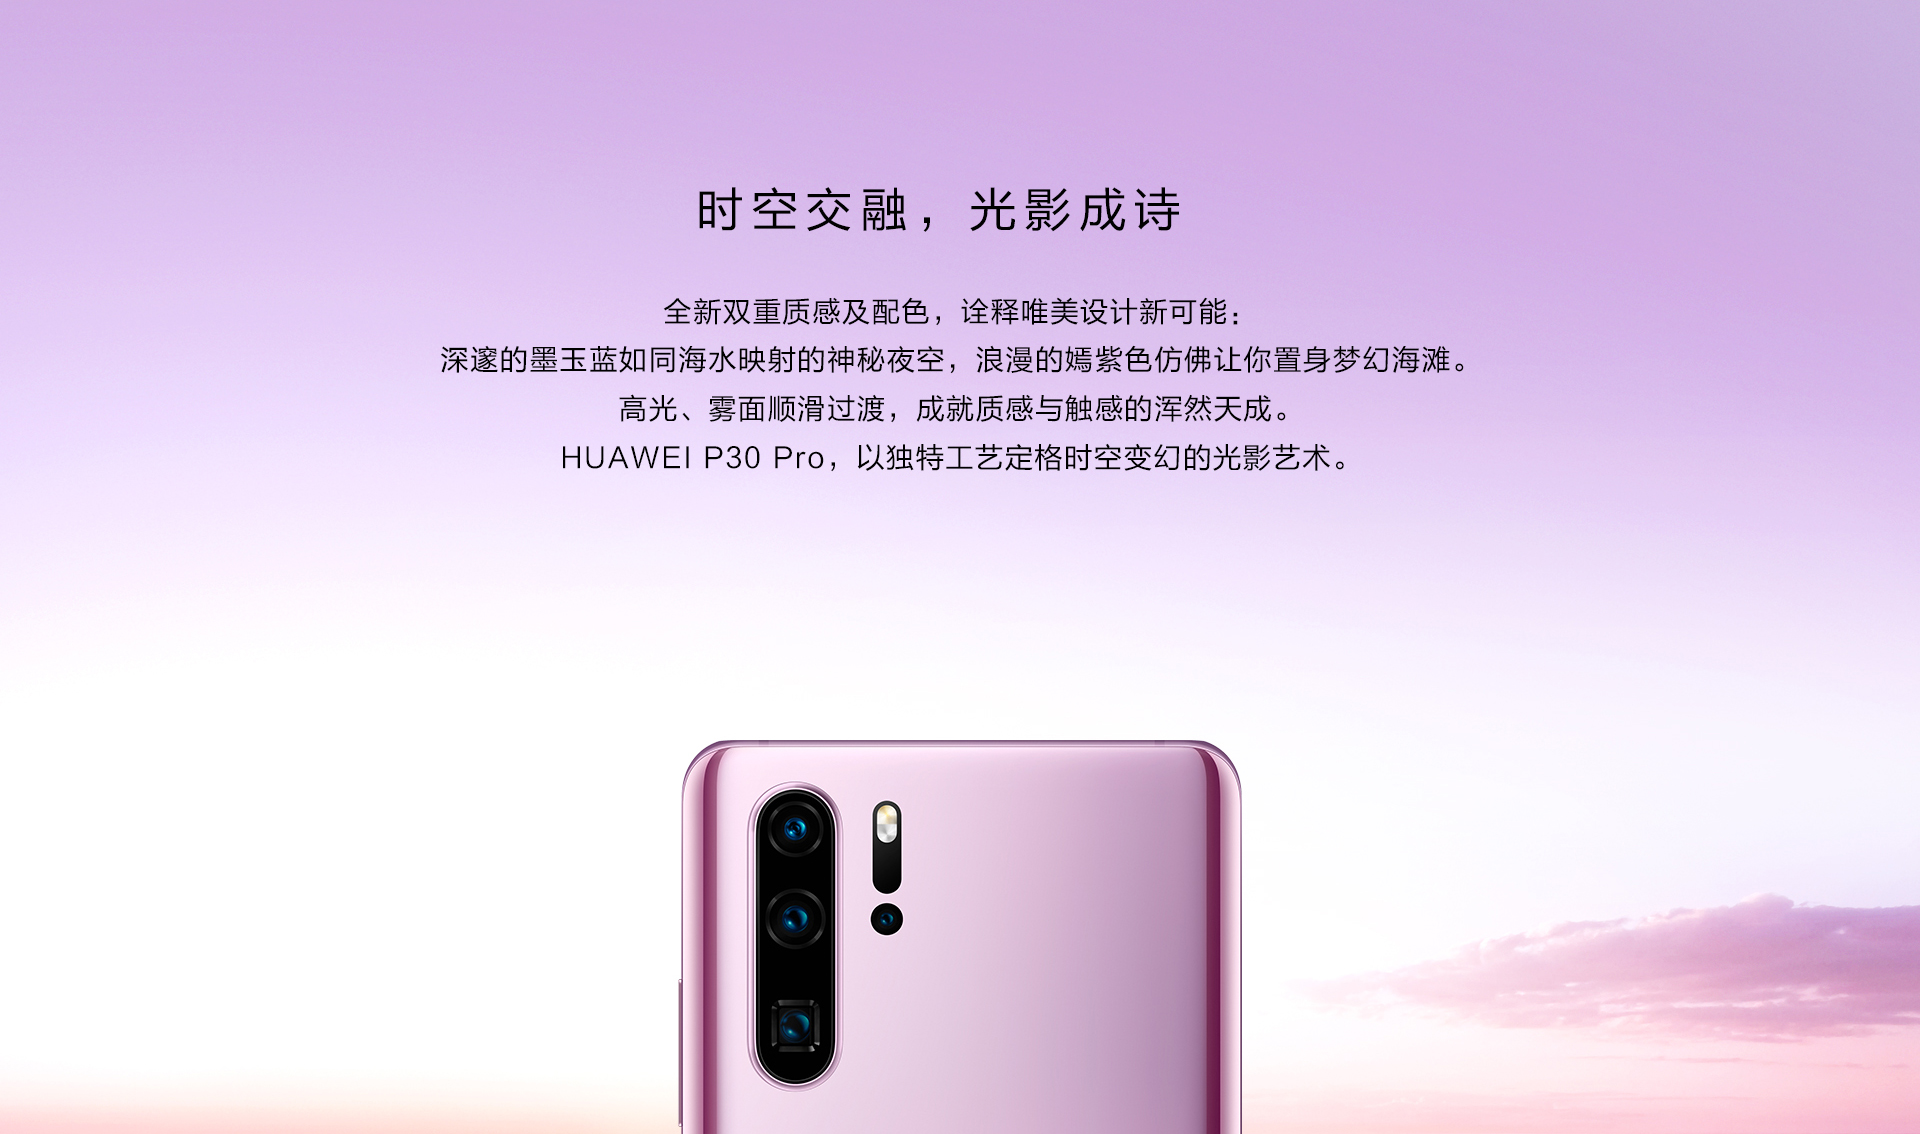 时空交融，光影成诗
全新双重质感及配色，诠释唯美设计新可能：
深邃的墨玉蓝如同海水映射的神秘夜空，浪漫的嫣紫色仿佛让你置身梦幻海滩。
高光、雾面顺滑过渡，成就质感与触感的浑然天成。
HUAWEI P30 Pro，以独特工艺定格时空变幻的光影艺术。